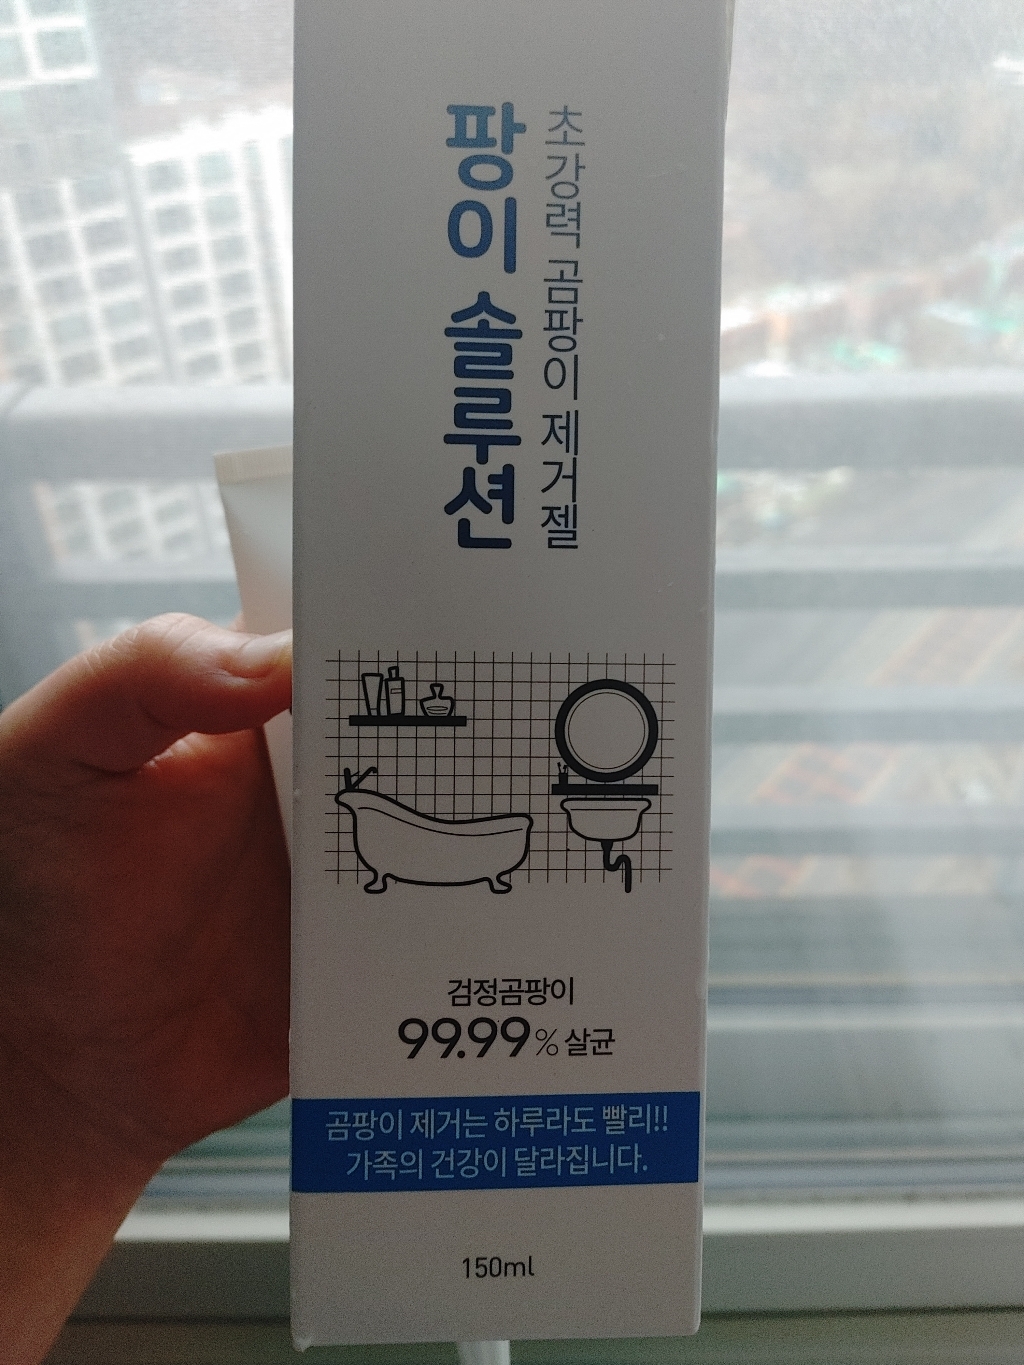 초강력 곰팡이 제거젤
팡이 솔루션
검정곰팡이
99.99% 살균
곰팡이 제거는 하루라도 빨리!!
가족의 건강이 달라집니다.
150ml